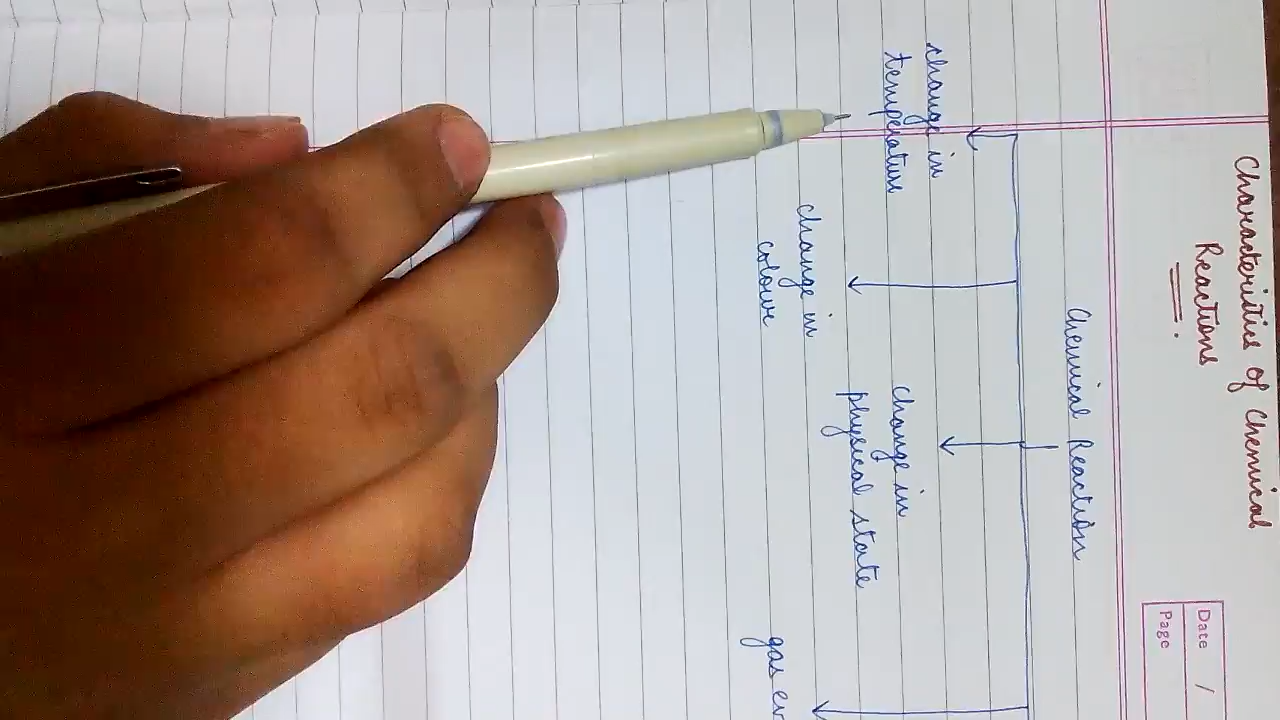 Characteristics of Chemical
Reactions
Date /
Page
Chemical Reaction
change in
temperature
change in
colour
change in
physical state
gas